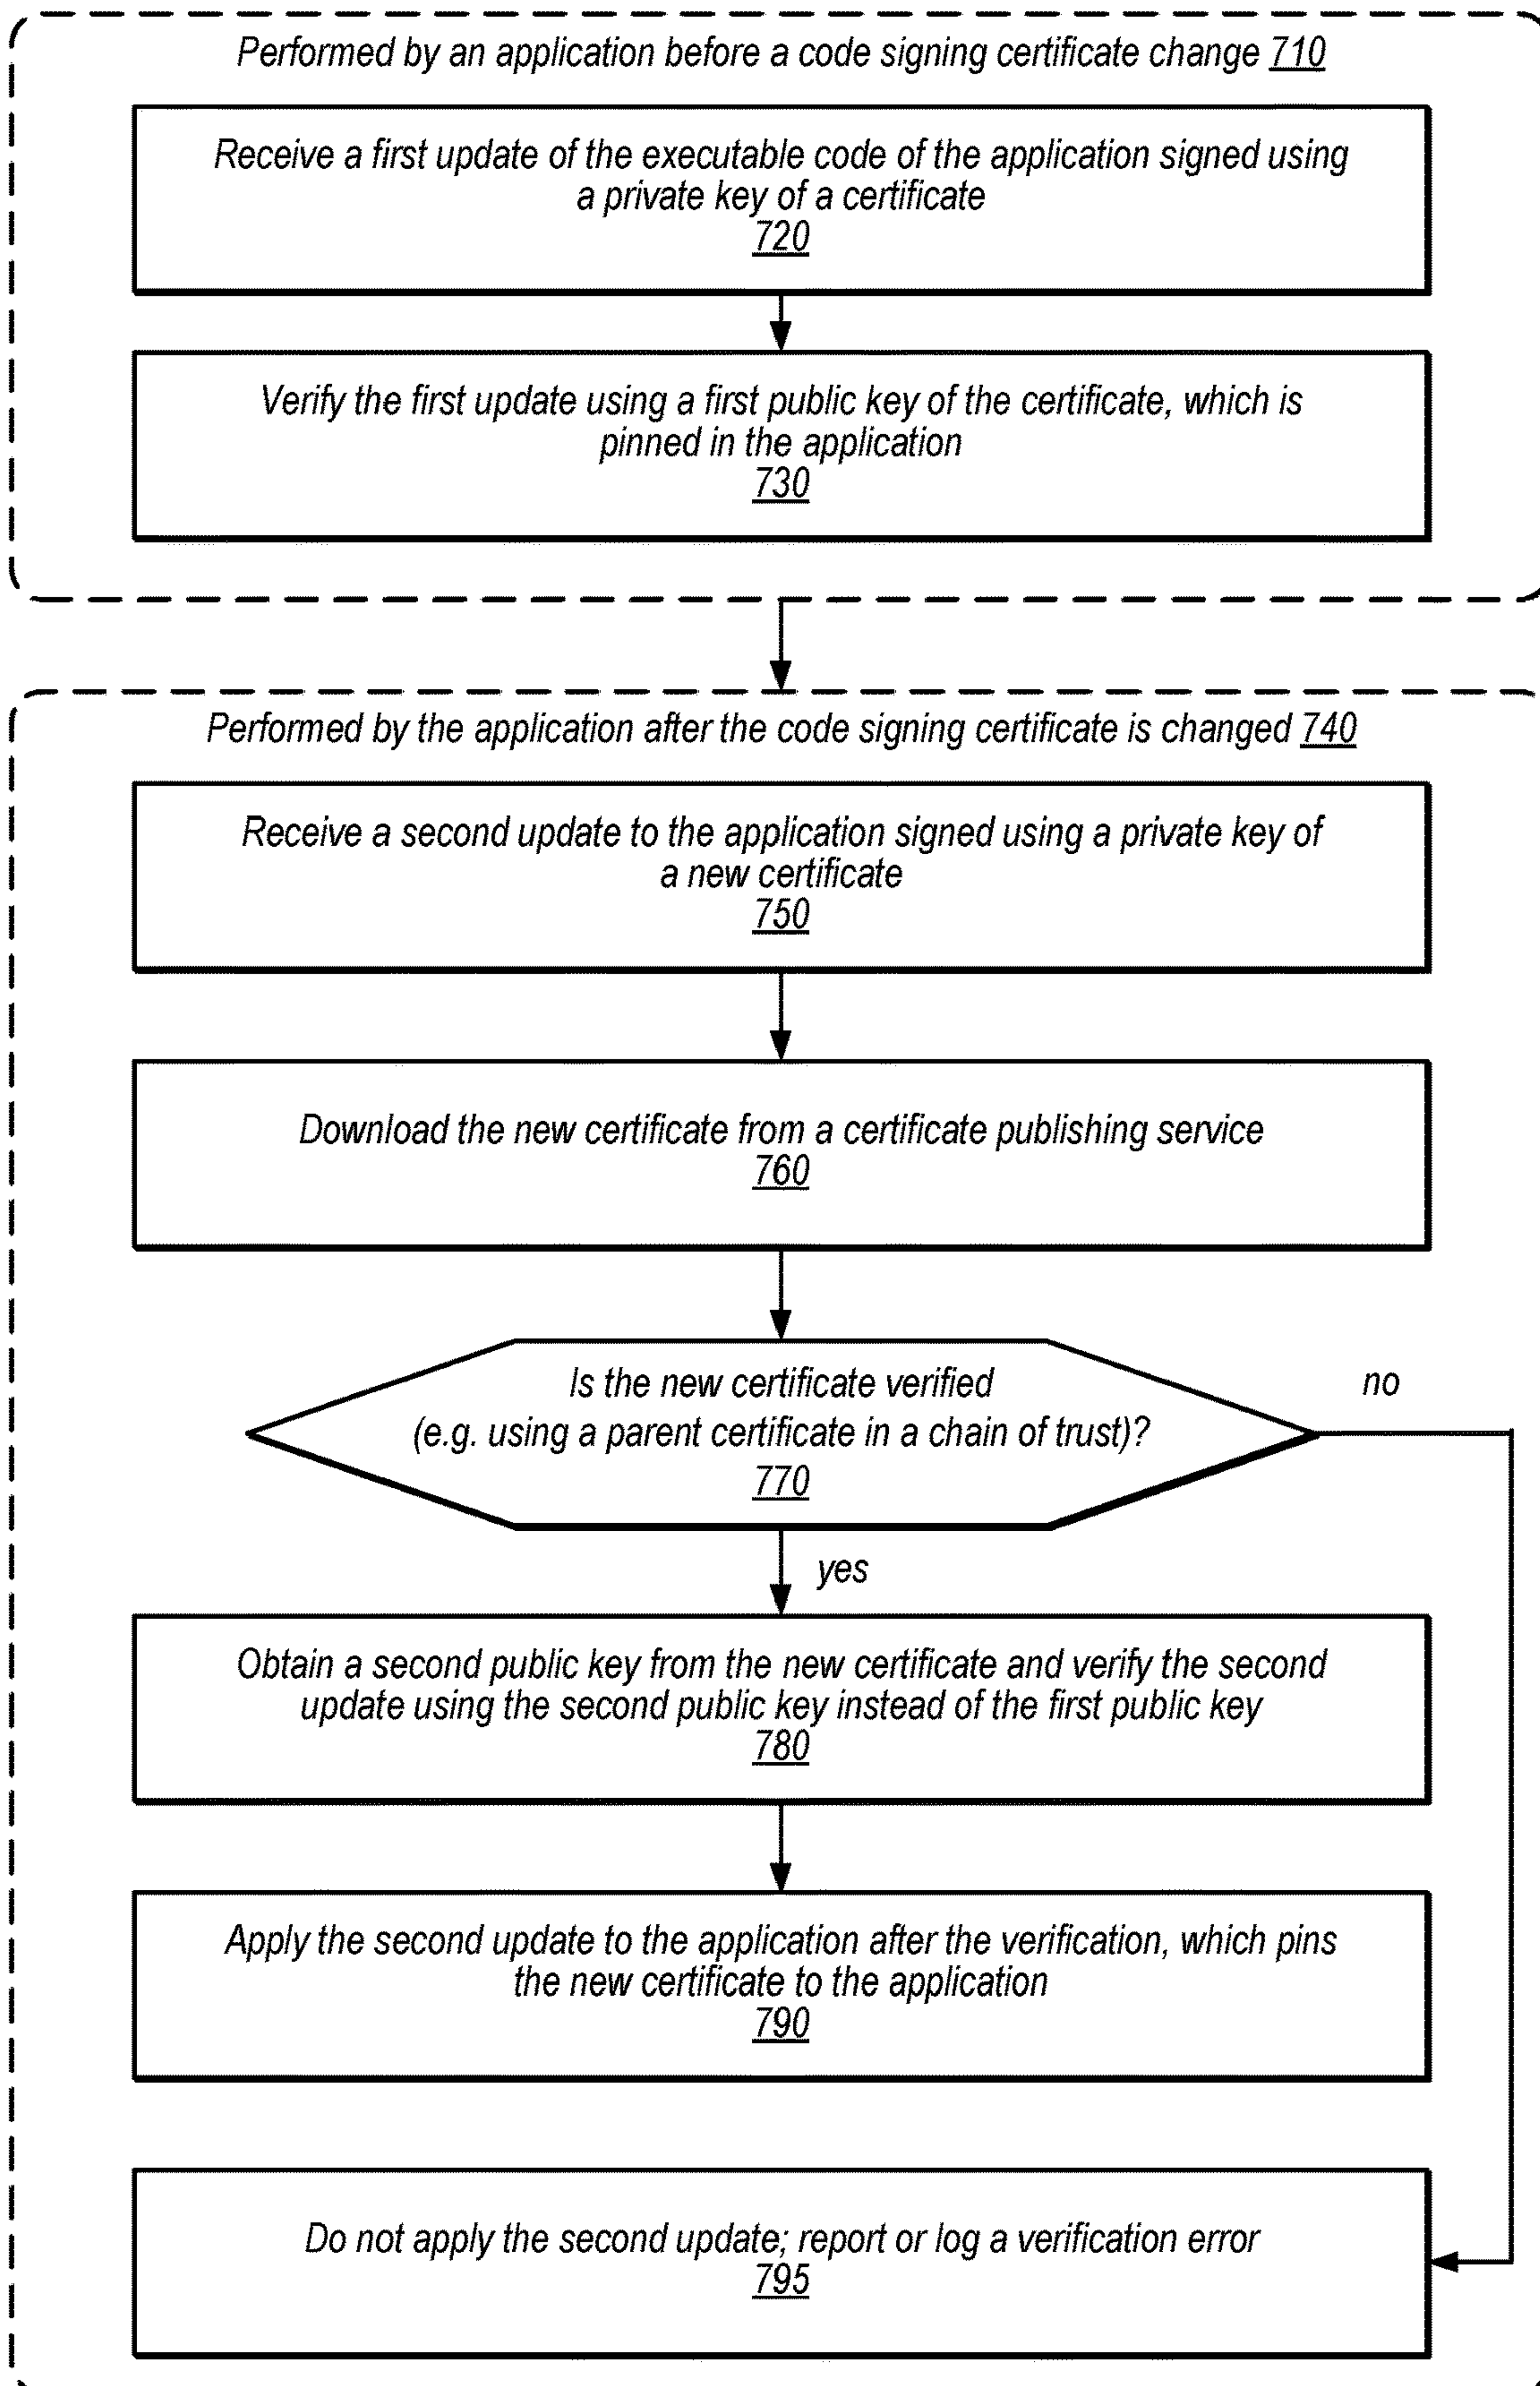 Performed by an application before a code signing certificate change 710
Receive a first update of the executable code of the application signed using
a private key of a certificate
720
Verify the first update using a first public key of the certificate, which is
pinned in the application
730
Performed by the application after the code signing certificate is changed 740
Receive a second update to the application signed using a private key of
a new certificate
750
Download the new certificate from a certificate publishing service
760
Is the new certificate verified
(e.g. using a parent certificate in a chain of trust)?
770
no
yes
Obtain a second public key from the new certificate and verify the second
update using the second public key instead of the first public key
780
Apply the second update to the application after the verification, which pins
the new certificate to the application
790
Do not apply the second update; report or log a verification error
795